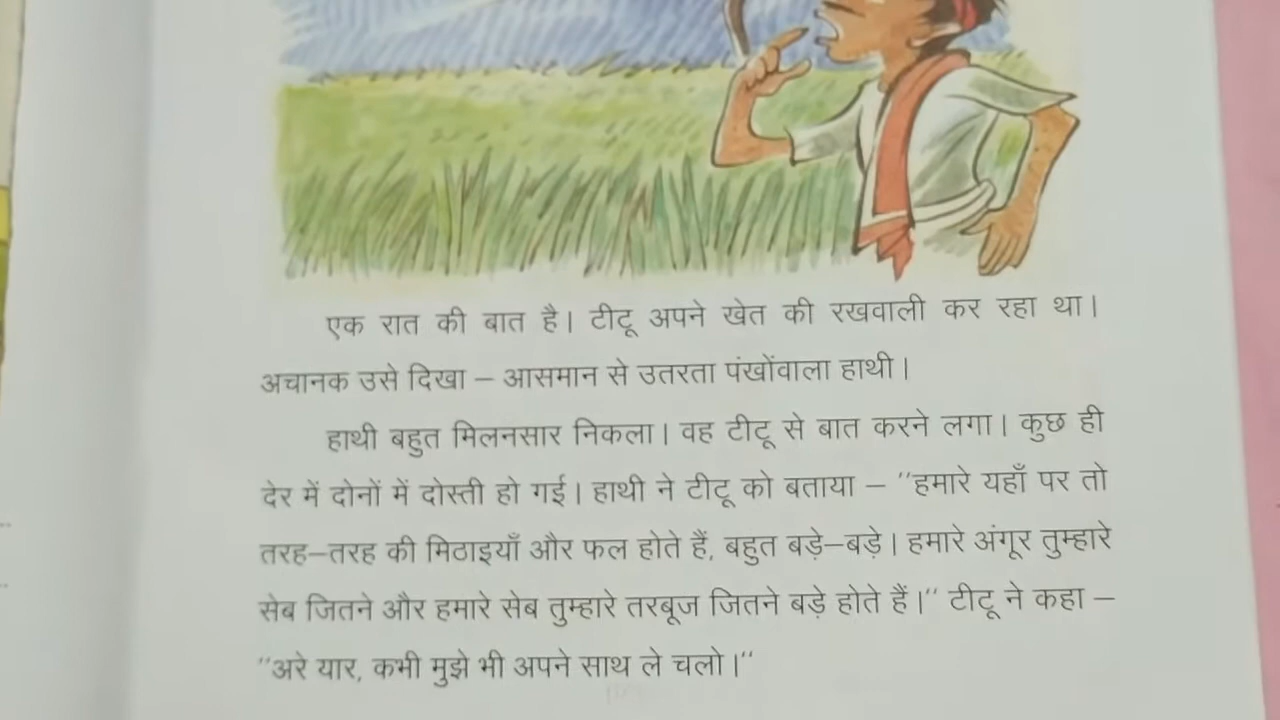 एक रात की बात है। टीटू अपने खेत की रखवाली कर रहा था।
अचानक उसे दिखा – आसमान से उतरता पंखोंवाला हाथी।
हाथी बहुत मिलनसार निकला। वह टीटू से बात करने लगा। कुछ ही
देर में दोनों में दोस्ती हो गई। हाथी ने टीटू को बताया – “हमारे यहाँ पर तो
तरह–तरह की मिठाइयाँ और फल होते हैं, बहुत बड़े–बड़े। हमारे अंगूर तुम्हारे
सेब जितने और हमारे सेब तुम्हारे तरबूज जितने बड़े होते हैं।“ टीटू ने कहा –
“अरे यार, कभी मुझे भी अपने साथ ले चलो।“